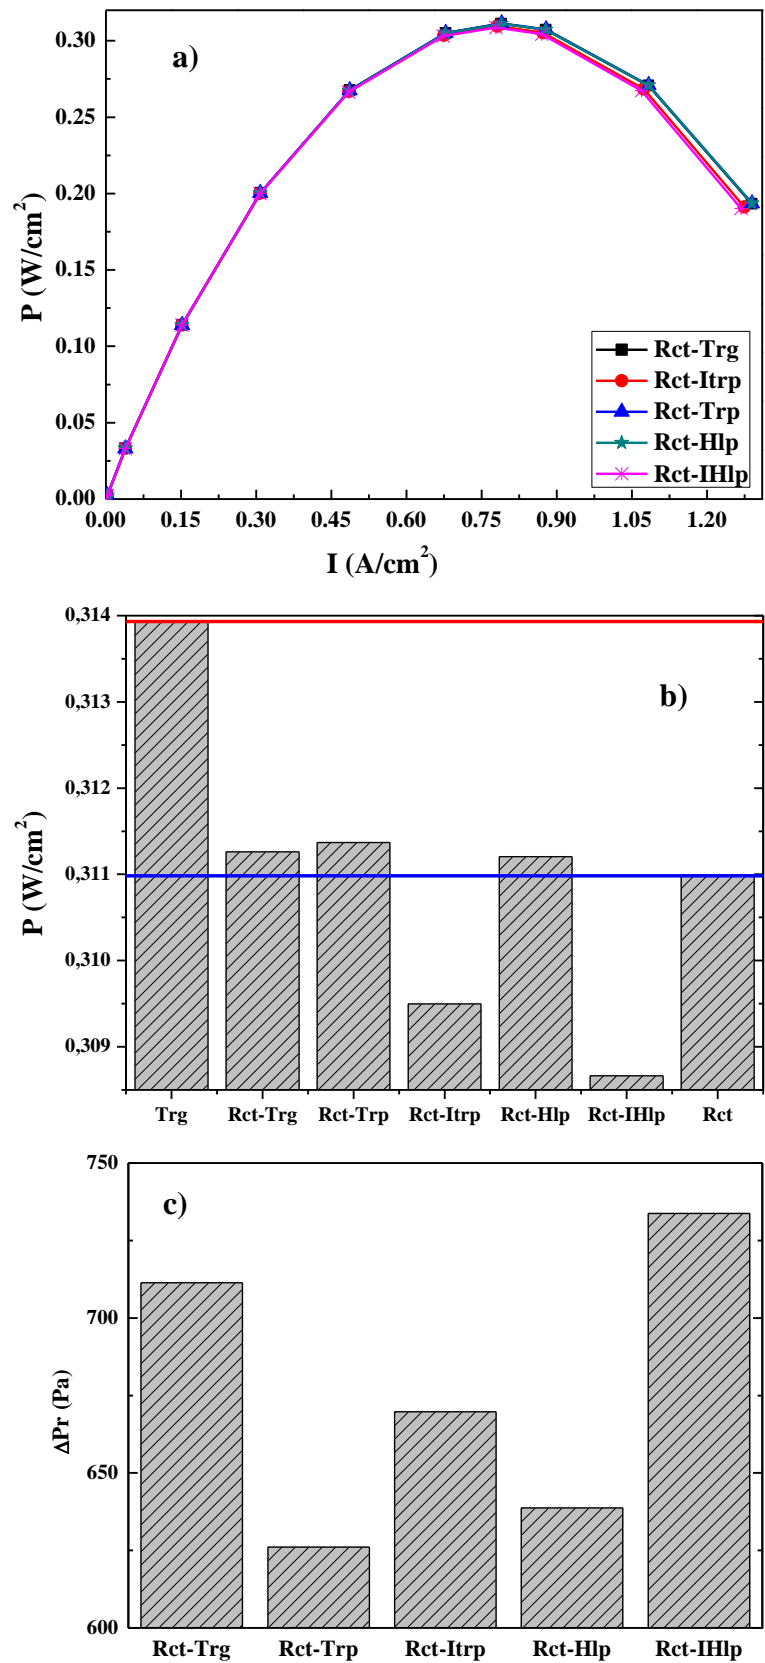 a)
0.30
0.25
0.20
0.15
0.10
0.05
0.00
P (W/cm²)
Rct-Trg
Rct-Itrp
Rct-Trp
Rct-Hlp
Rct-IHlp
0.00 0.15 0.30 0.45 0.60 0.75 0.90 1.05 1.20
I (A/cm²)
b)
0,314
0,313
0,312
0,311
0,310
0,309
P (W/cm²)
Trg Rct-Trg Rct-Trp Rct-Itrp Rct-Hlp Rct-IHlp Rct
c)
750
700
650
600
ΔPr (Pa)
Rct-Trg Rct-Trp Rct-Itrp Rct-Hlp Rct-IHlp